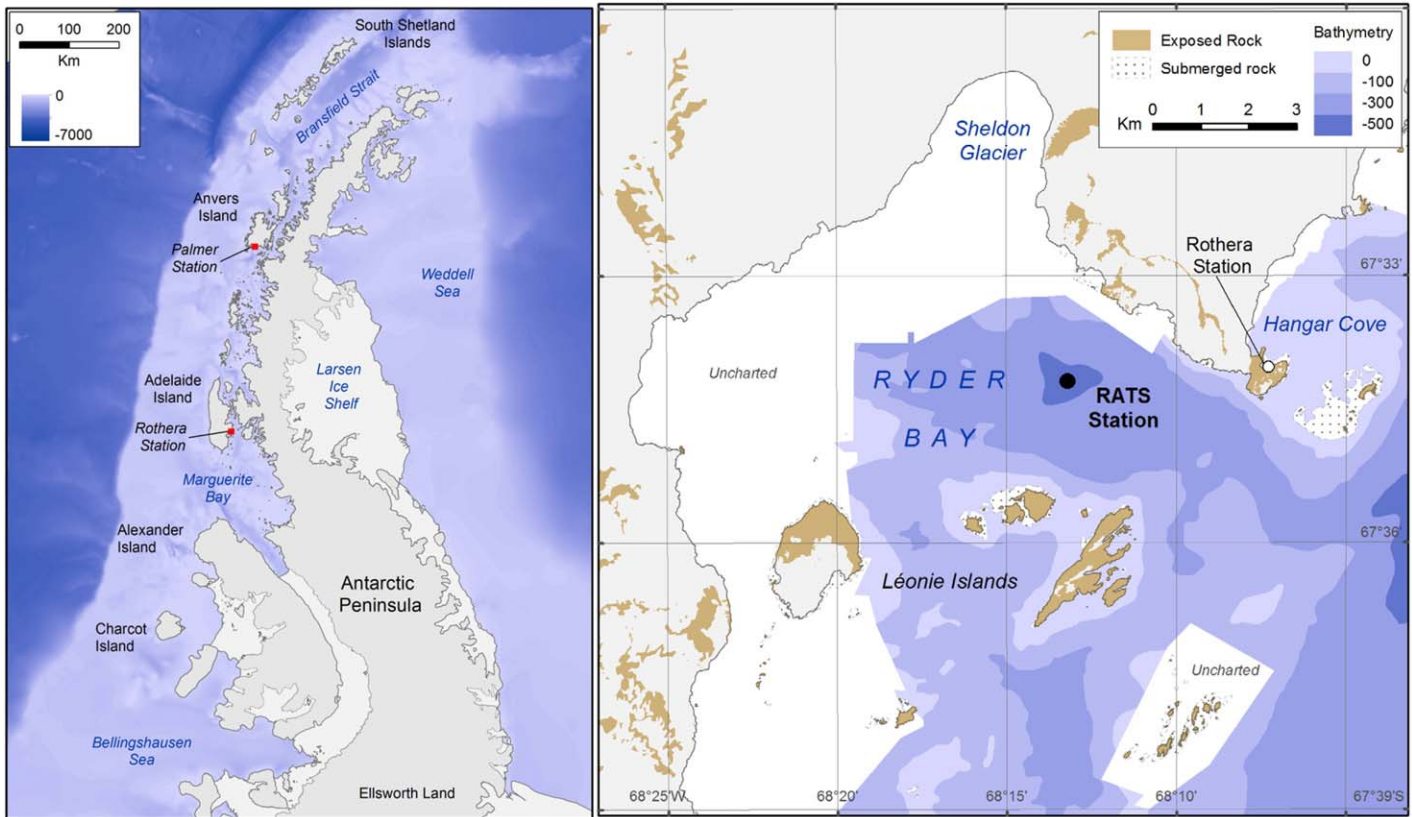 0 100 200
Km
0
-7000
South Shetland
Islands
Bransfield Strait
Anvers
Island
Palmer
Station
Weddell
Sea
Larsen
Ice
Shelf
Adelaide
Island
Rothera
Station
Marguerite
Bay
Alexander
Island
Antarctic
Peninsula
Charcot
Island
Bellingshausen
Sea
Ellsworth Land
Exposed Rock
Submerged rock
0 1 2 3
Km
Bathymetry
0
-100
-300
-500
Sheldon
Glacier
Rothera
Station
67°33'
Hangar Cove
Uncharted
RYDER
BAY
RATS
Station
67°36'
Léonie Islands
Uncharted
68°25'W 68°20' 68°15' 68°10' 67°39'S